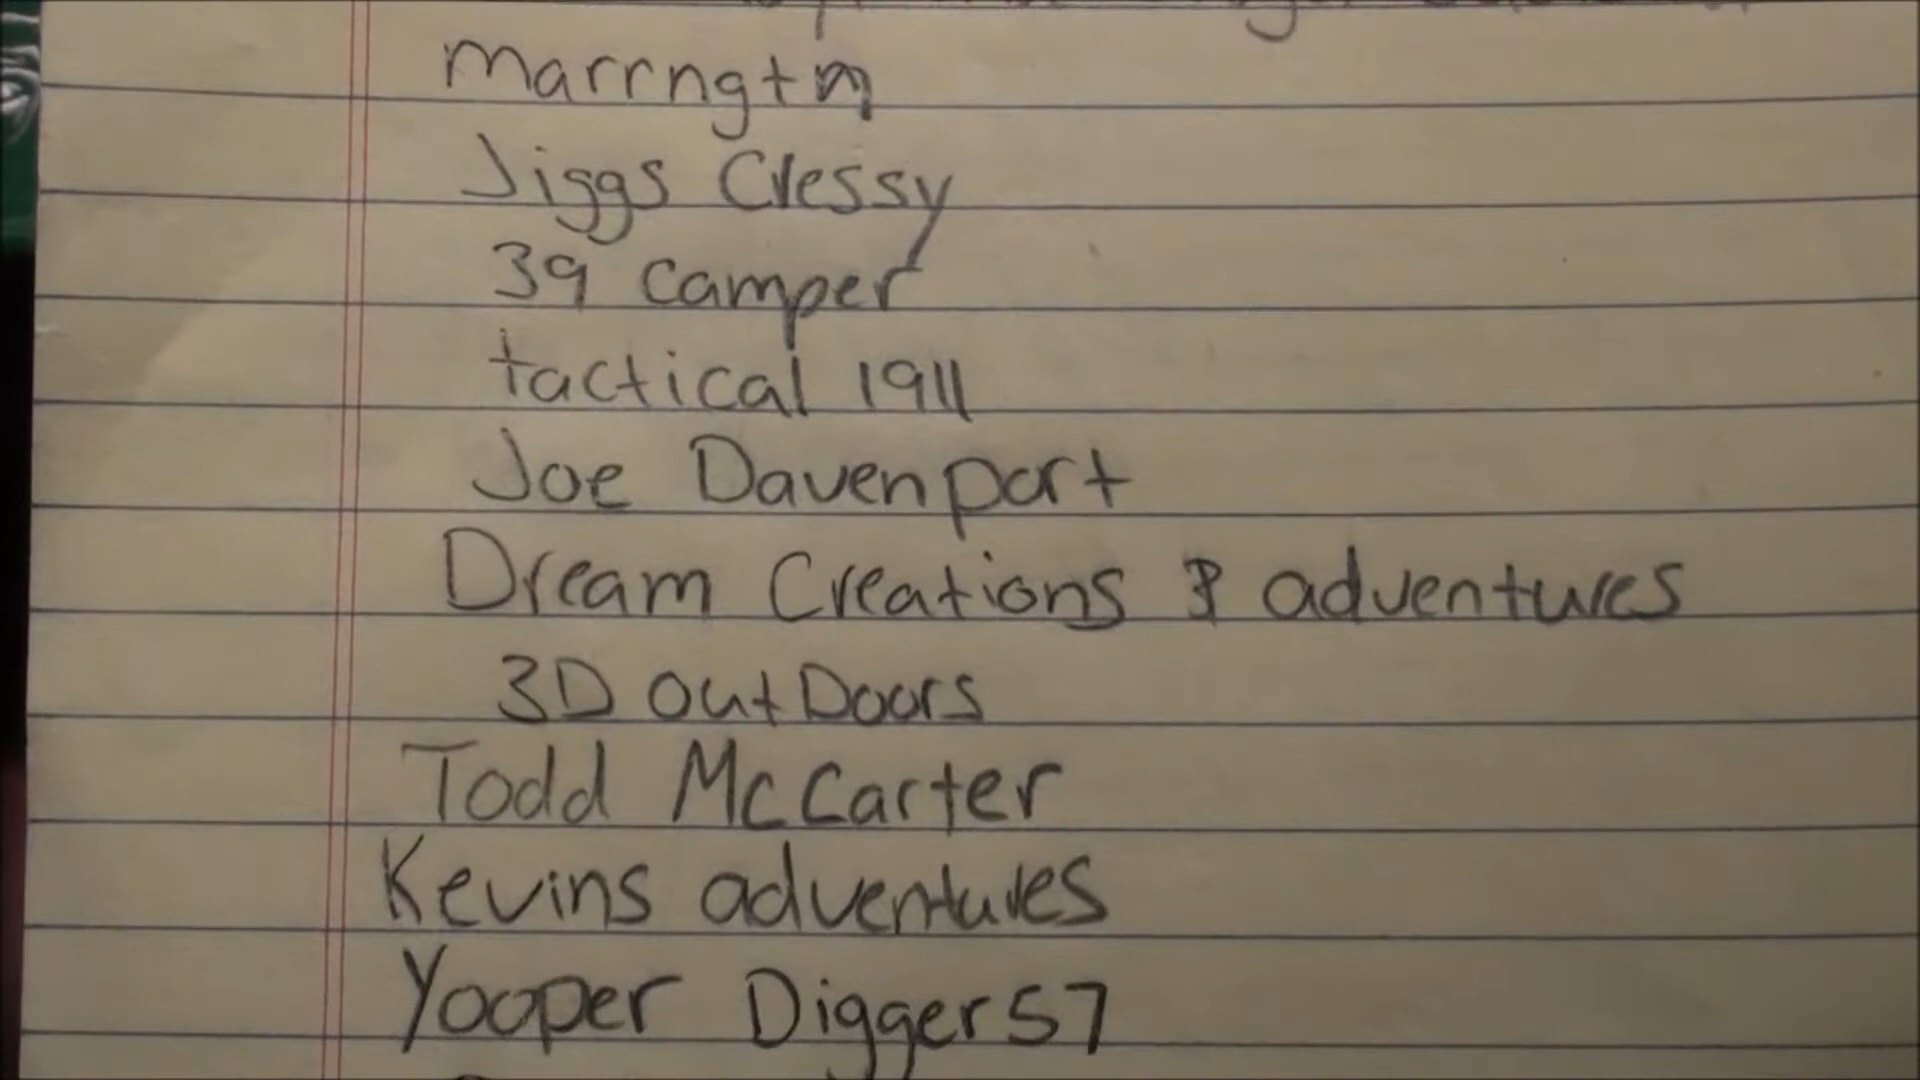 marrngtn
Jiggs Cressy
39 camper
tactical 1911
Joe Davenport
Dream Creations & adventures
3D OutDoors
Todd McCarter
Kevins adventures
Yooper Digger57